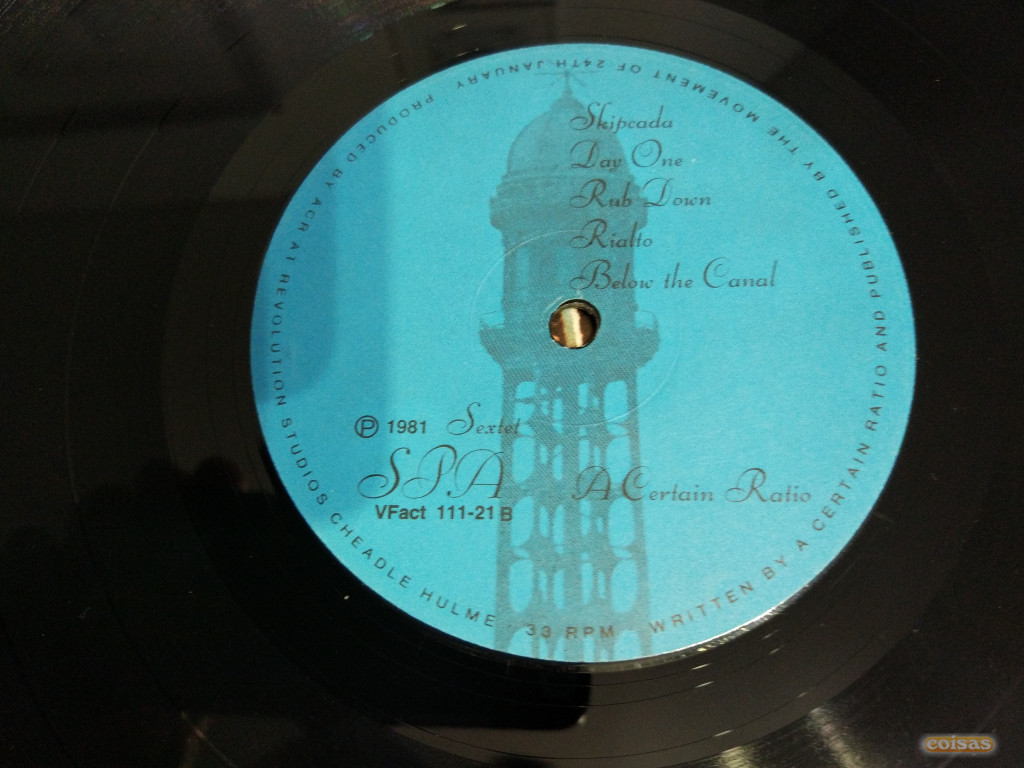 Skipcada
Day One
Rub Down
Rialto
Below the Canal
Ⓟ 1981 Sextet
SPA A Certain Ratio
VFact 111-21 B
33 RPM
WRITTEN BY A CERTAIN RATIO AND PUBLISHED BY THE MOVEMENT OF 24TH JANUARY
PRODUCED BY ACR AT REVOLUTION STUDIOS CHEADLE HULME
coisas